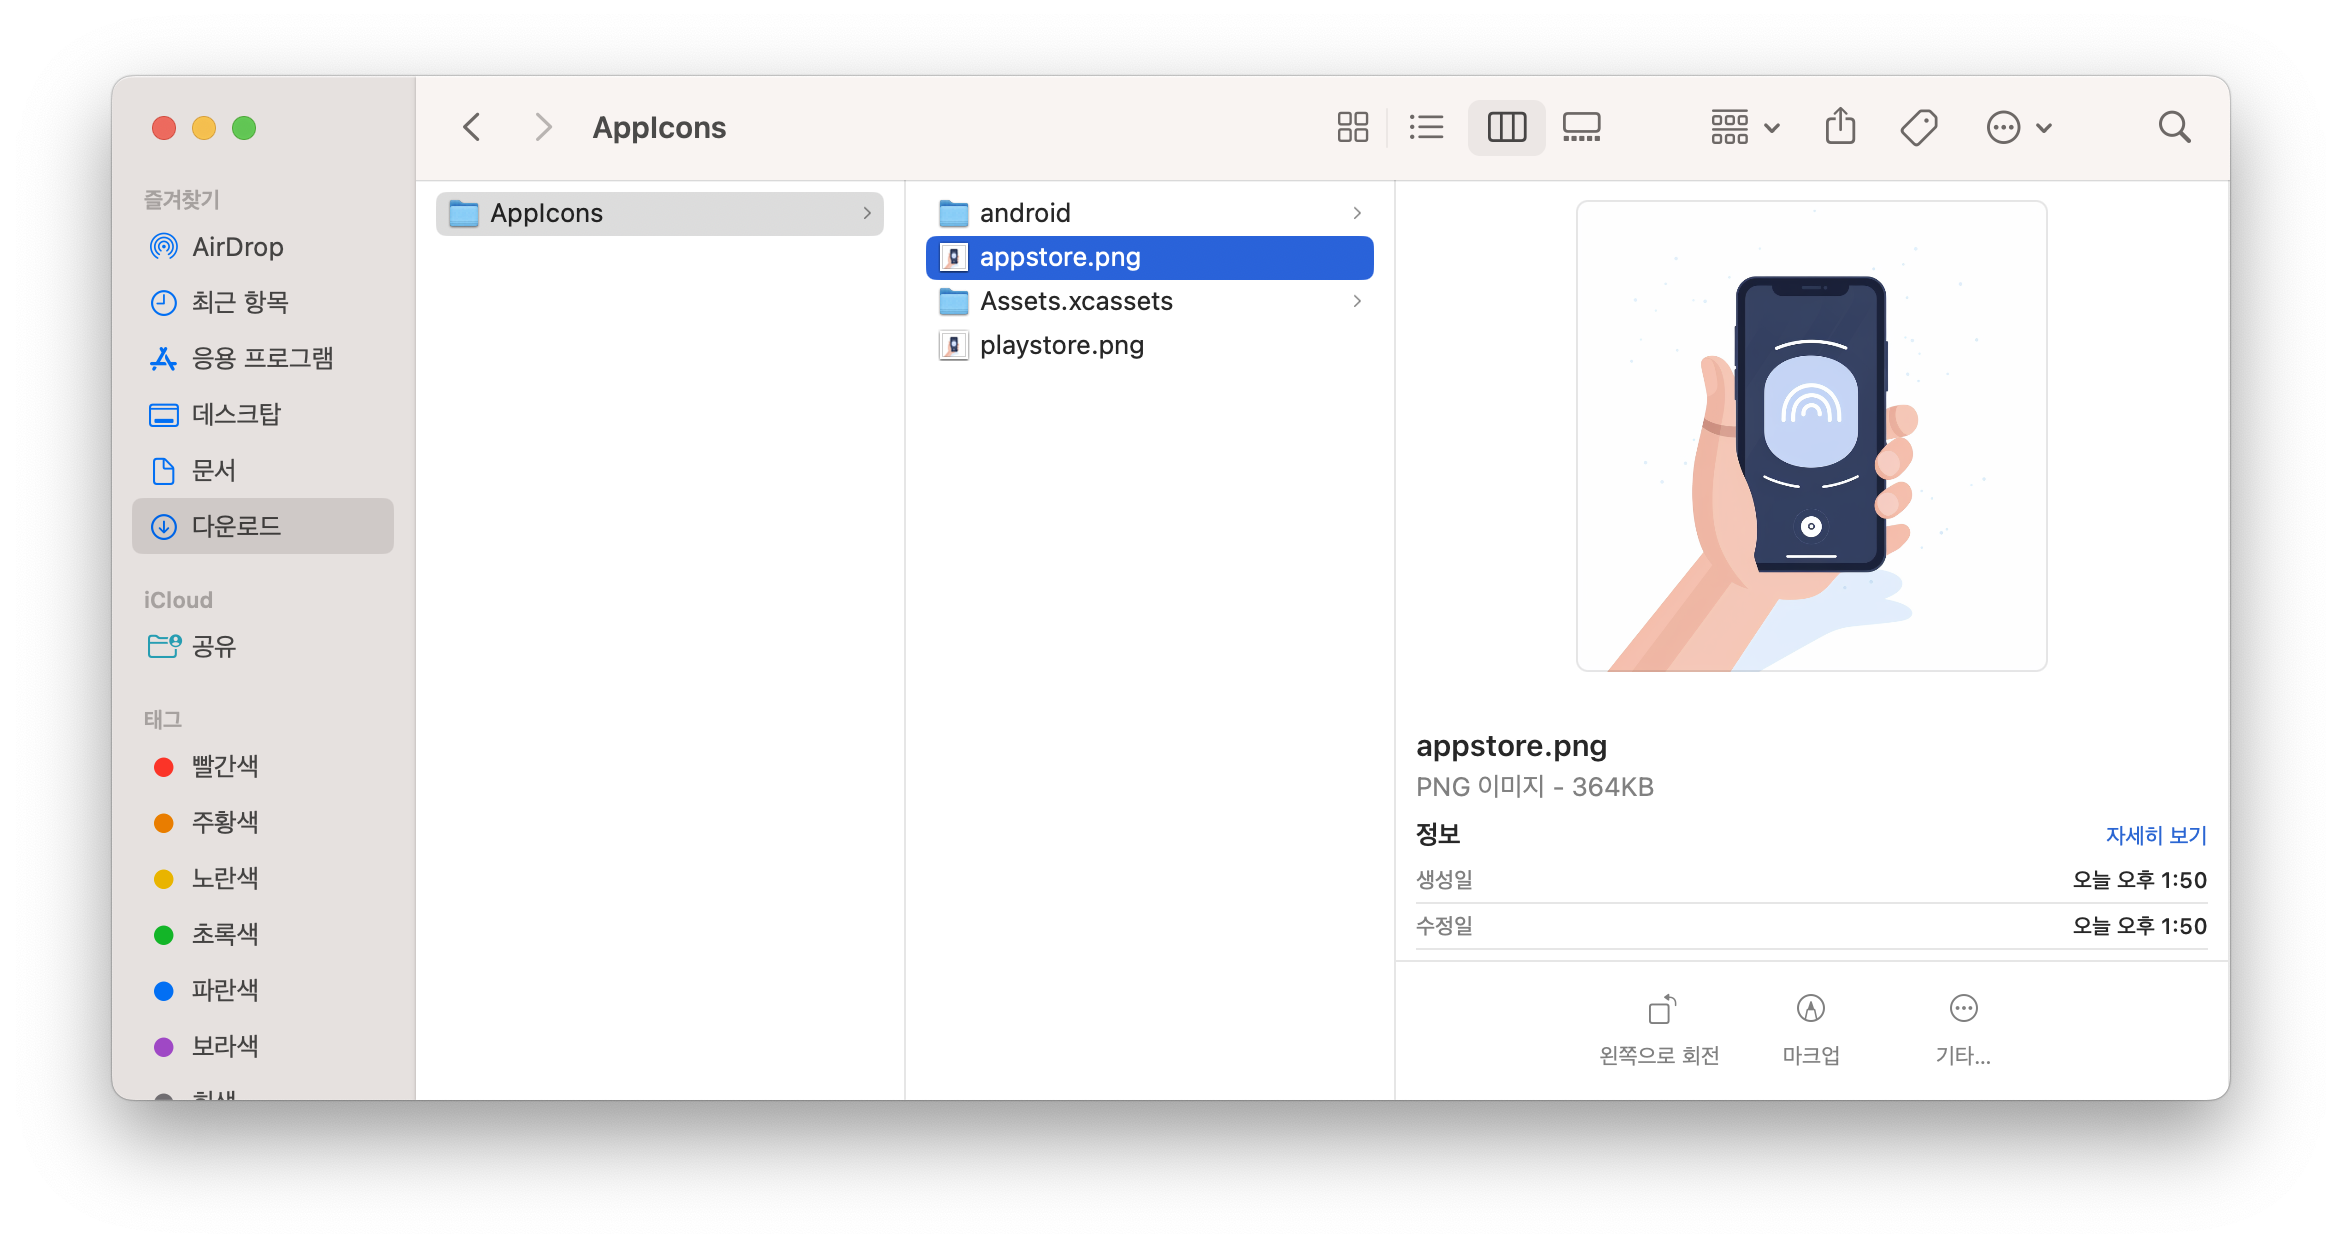 AppIcons
즐겨찾기
AirDrop
최근 항목
응용 프로그램
데스크탑
문서
다운로드
iCloud
공유
태그
빨간색
주황색
노란색
초록색
파란색
보라색
AppIcons
android
appstore.png
Assets.xcassets
playstore.png
appstore.png
PNG 이미지 - 364KB
정보 자세히 보기
생성일 오늘 오후 1:50
수정일 오늘 오후 1:50
왼쪽으로 회전 마크업 기타...